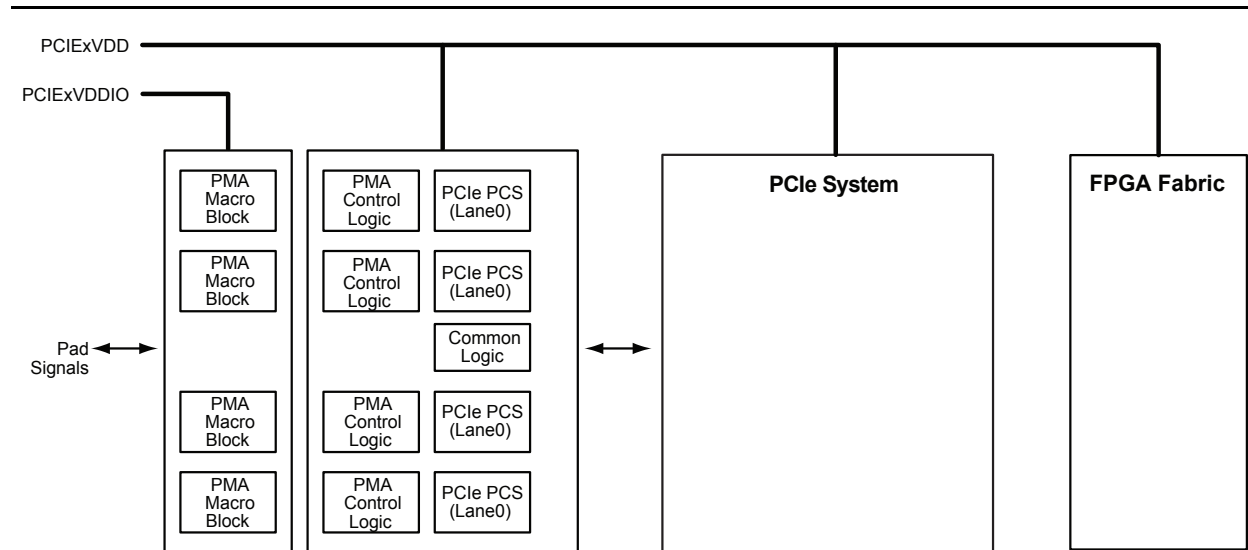 PCIExVDD
PCIExVDDIO
PMA
Macro
Block
PMA
Control
Logic
PCIe PCS
(Lane0)
PCIe System
FPGA Fabric
PMA
Macro
Block
PMA
Control
Logic
PCIe PCS
(Lane0)
Pad
Signals
Common
Logic
PMA
Macro
Block
PMA
Control
Logic
PCIe PCS
(Lane0)
PMA
Macro
Block
PMA
Control
Logic
PCIe PCS
(Lane0)